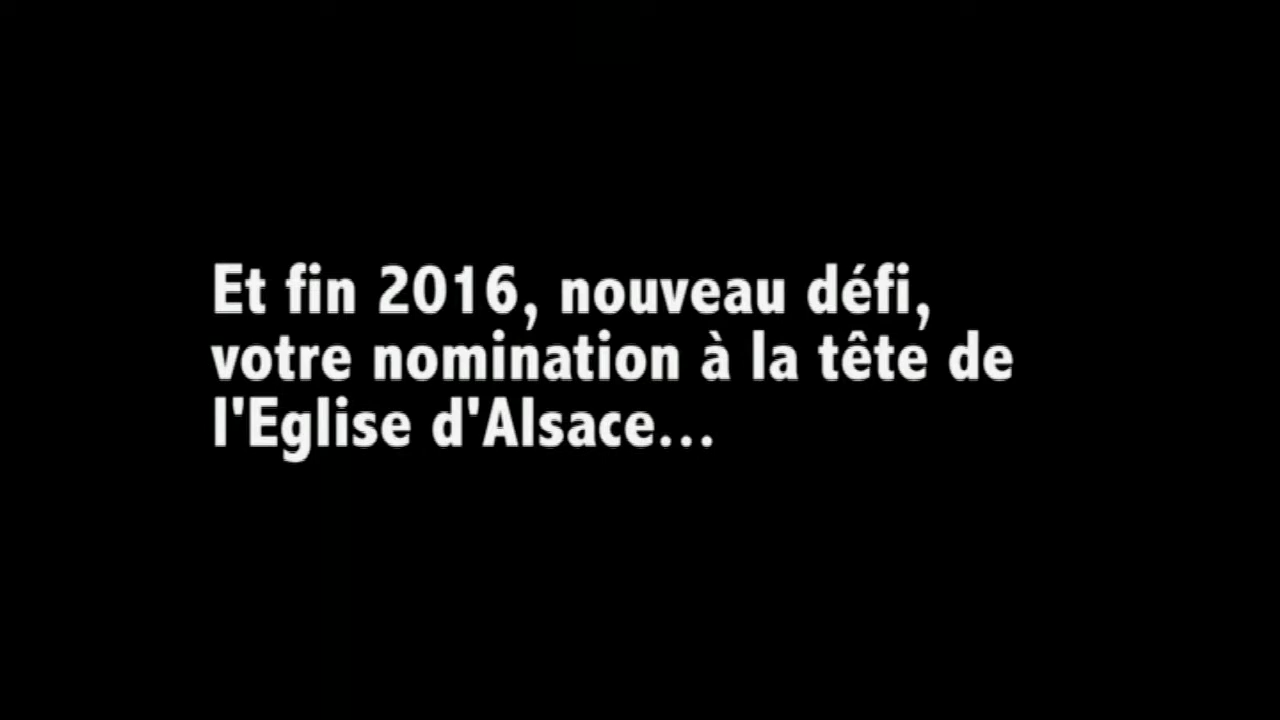 Et fin 2016, nouveau défi,
votre nomination à la tête de
l'Eglise d'Alsace...